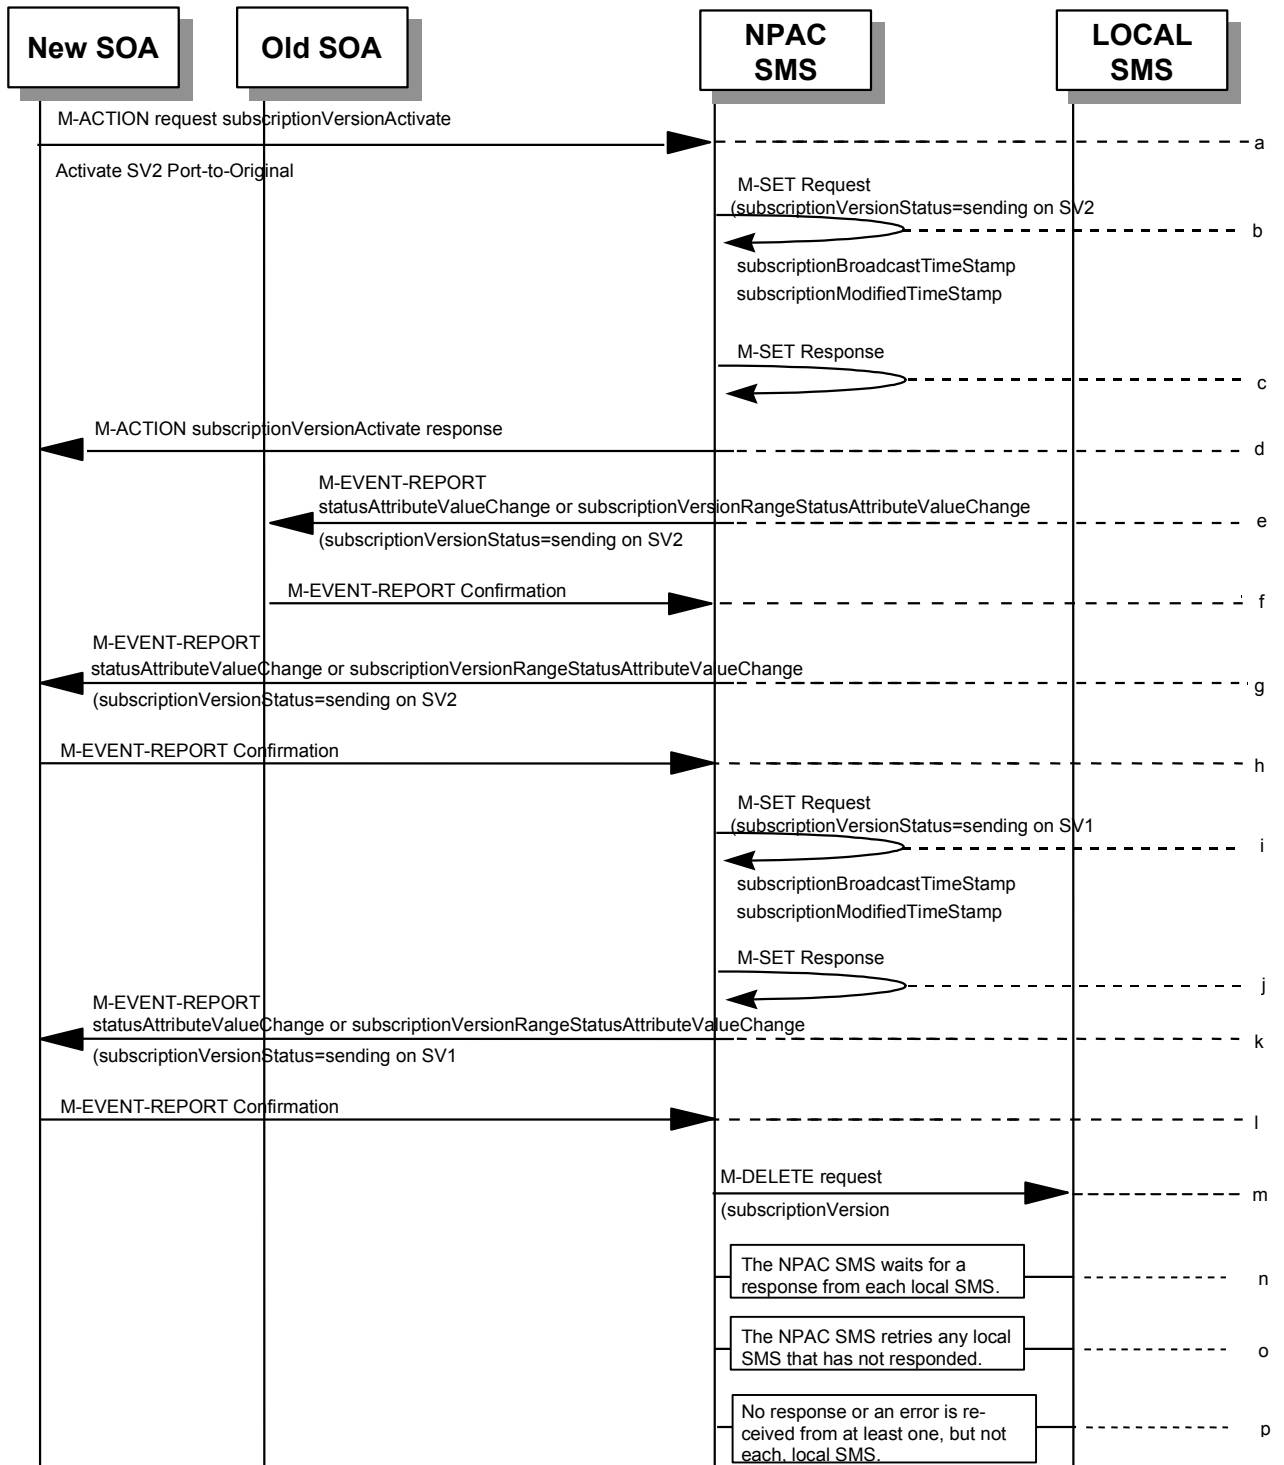 New SOA
Old SOA
NPAC
SMS
LOCAL
SMS
M-ACTION request subscriptionVersionActivate
a
Activate SV2 Port-to-Original
M-SET Request
(subscriptionVersionStatus=sending on SV2
b
subscriptionBroadcastTimeStamp
subscriptionModifiedTimeStamp
M-SET Response
c
M-ACTION subscriptionVersionActivate response
d
M-EVENT-REPORT
statusAttributeValueChange or subscriptionVersionRangeStatusAttributeValueChange
e
(subscriptionVersionStatus=sending on SV2
M-EVENT-REPORT Confirmation
f
M-EVENT-REPORT
statusAttributeValueChange or subscriptionVersionRangeStatusAttributeValueChange
g
(subscriptionVersionStatus=sending on SV2
M-EVENT-REPORT Confirmation
h
M-SET Request
(subscriptionVersionStatus=sending on SV1
i
subscriptionBroadcastTimeStamp
subscriptionModifiedTimeStamp
M-SET Response
j
M-EVENT-REPORT
statusAttributeValueChange or subscriptionVersionRangeStatusAttributeValueChange
k
(subscriptionVersionStatus=sending on SV1
M-EVENT-REPORT Confirmation
l
M-DELETE request
m
(subscriptionVersion
The NPAC SMS waits for a
response from each local SMS.
n
The NPAC SMS retries any local
SMS that has not responded.
o
No response or an error is re-
ceived from at least one, but not
each, local SMS.
p